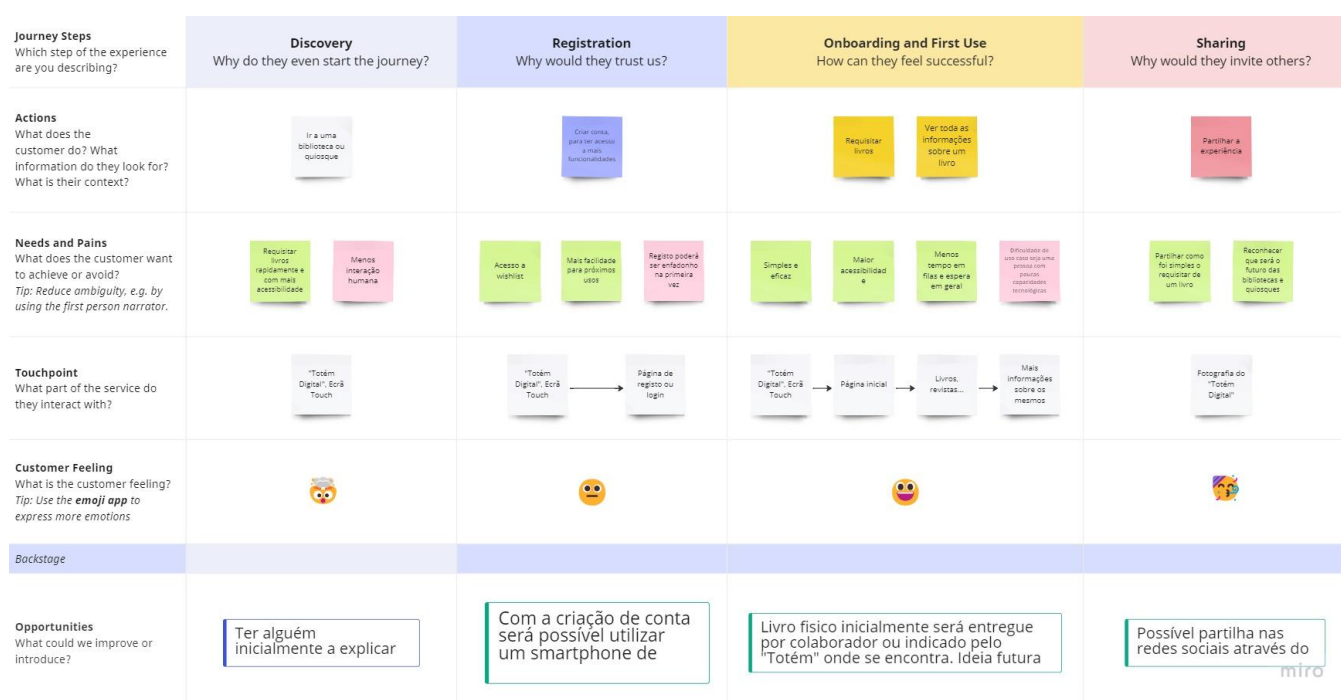 Journey Steps
Which step of the experience
are you describing?
Discovery
Why do they even start the journey?
Registration
Why would they trust us?
Onboarding and First Use
How can they feel successful?
Sharing
Why would they invite others?
Actions
What does the
customer do? What
information do they look for?
What is their context?
Ir a uma
biblioteca ou
quiosque
Criar conta,
para ter acesso
a mais
funcionalidades
Requisitar
livros
Ver toda as
informações
sobre um
livro
Partilhar a
experiência
Needs and Pains
What does the customer want
to achieve or avoid?
Tip: Reduce ambiguity, e.g. by
using the first person narrator.
Requisitar
livros
rapidamente e
com mais
acessibilidade
Menos
interação
humana
Acesso a
wishlist
Mais facilidade
para próximos
usos
Registo poderá
ser enfadonho
na primeira
vez
Simples e
eficaz
Maior
acessibilidad
e
Menos
tempo em
filas e espera
em geral
Dificuldade de
uso caso seja uma
pessoa com
poucas
capacidades
tecnológicas
Partilhar como
foi simples o
requisitar de
um livro
Reconhecer
que será o
futuro das
bibliotecas e
quiosques
Touchpoint
What part of the service do
they interact with?
"Totém
Digital", Ecrã
Touch
"Totém
Digital", Ecrã
Touch
Página de
registo ou
login
"Totém
Digital", Ecrã
Touch
Página inicial
Livros,
revistas...
Mais
informações
sobre os
mesmos
Fotografia do
"Totém
Digital"
Customer Feeling
What is the customer feeling?
Tip: Use the emoji app to
express more emotions
Backstage
Opportunities
What could we improve or
introduce?
Ter alguém
inicialmente a explicar
Com a criação de conta
será possível utilizar
um smartphone de
Livro fisico inicialmente será entregue
por colaborador ou indicado pelo
"Totém" onde se encontra. Ideia futura
Possível partilha nas
redes sociais através do
miro